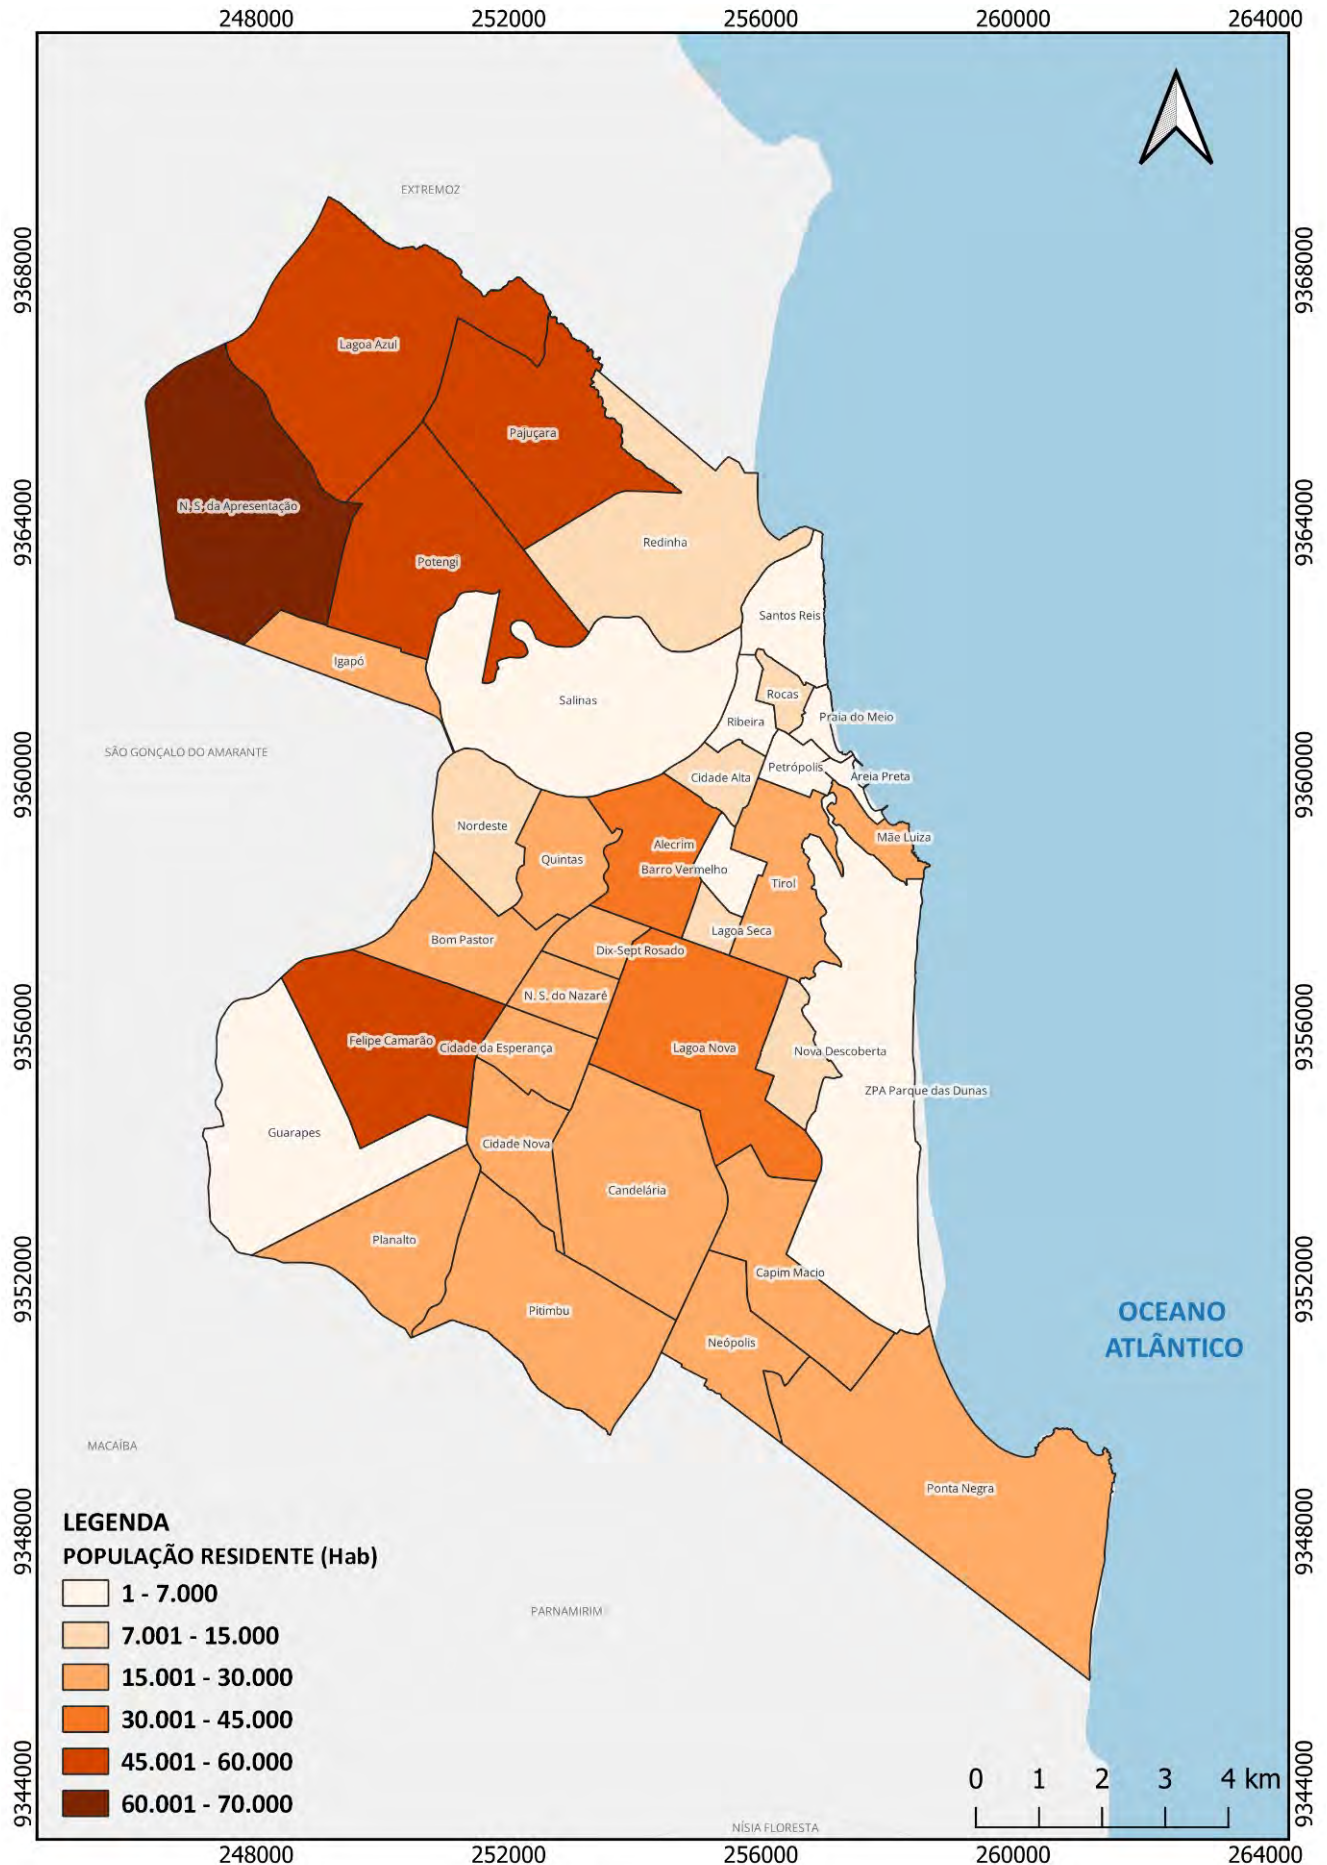 248000 252000 256000 260000 264000
9368000
9368000
EXTREMOZ
Lagoa Azul
Pajuçara
N. S. da Apresentação
9364000
9364000
Redinha
Potengi
Santos Reis
Igapó
Rocas
Salinas
Praia do Meio
Ribeira
SÃO GONÇALO DO AMARANTE
9360000
9360000
Petrópolis
Areia Preta
Cidade Alta
Nordeste
Mãe Luiza
Alecrim
Quintas
Barro Vermelho
Tirol
Lagoa Seca
Bom Pastor
Dix-Sept Rosado
N. S. do Nazaré
9356000
9356000
Felipe Camarão
Cidade da Esperança
Lagoa Nova
Nova Descoberta
ZPA Parque das Dunas
Guarapes
Cidade Nova
Candelária
Planalto
9352000
9352000
Capim Macio
Pitimbu
OCEANO
ATLÂNTICO
Neópolis
MACAÍBA
Ponta Negra
9348000
9348000
LEGENDA
POPULAÇÃO RESIDENTE (Hab)
1 - 7.000
7.001 - 15.000
15.001 - 30.000
30.001 - 45.000
45.001 - 60.000
60.001 - 70.000
PARNAMIRIM
9344000
9344000
0 1 2 3 4 km
NÍSIA FLORESTA
248000 252000 256000 260000 264000